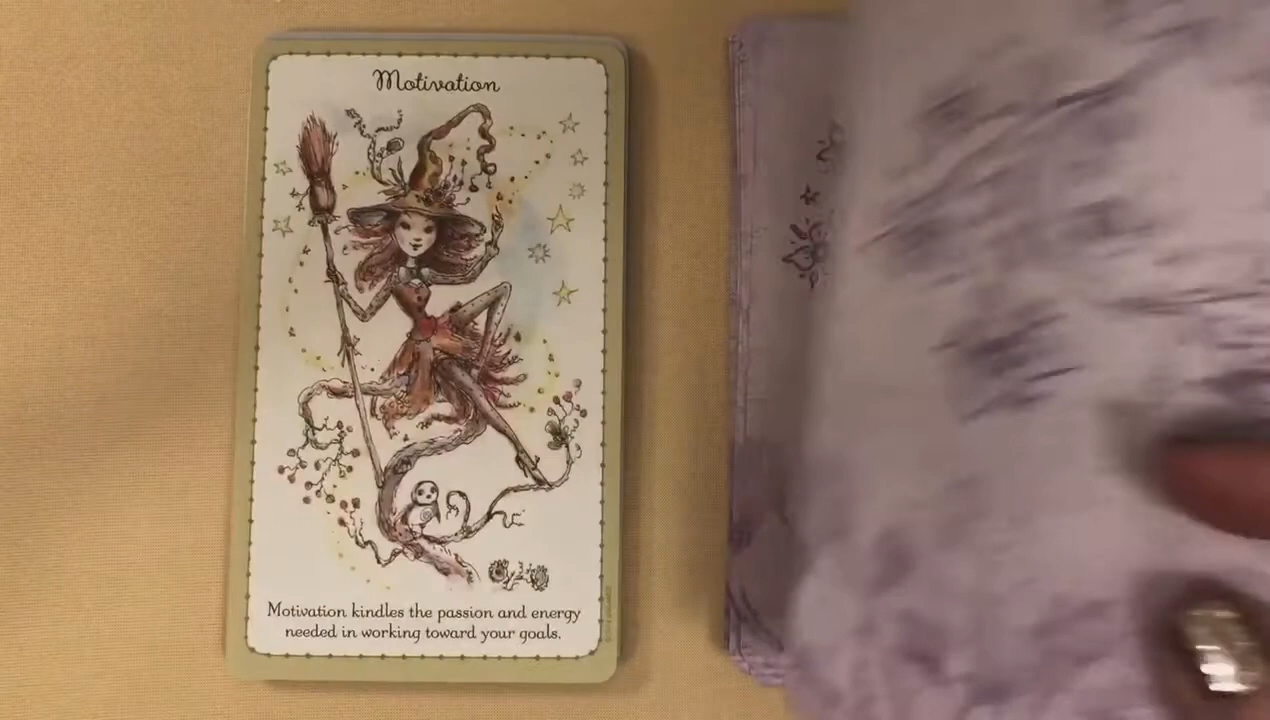 Motivation
Motivation kindles the passion and energy
needed in working toward your goals.